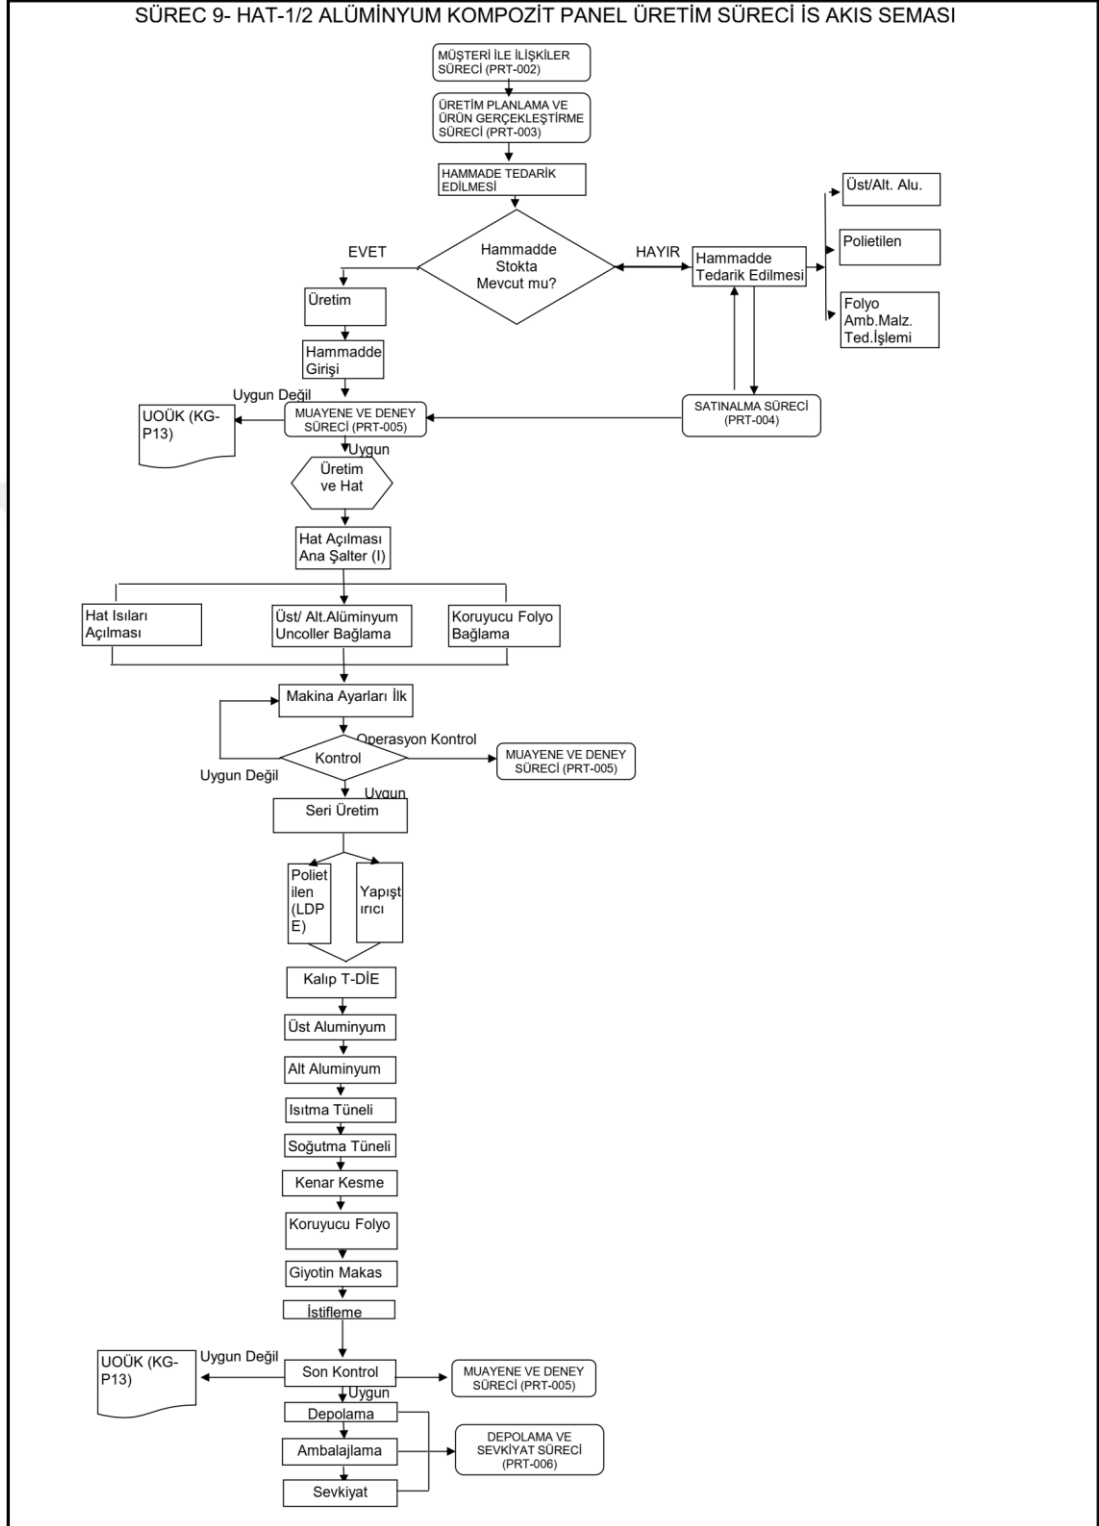 SÜREC 9- HAT-1/2 ALÜMİNYUM KOMPOZİT PANEL ÜRETİM SÜRECİ İS AKIS SEMASI
MÜŞTERİ İLE İLİŞKİLER
SÜRECİ (PRT-002)
ÜRETİM PLANLAMA VE
ÜRÜN GERÇEKLEŞTİRME
SÜRECİ (PRT-003)
HAMMADE TEDARİK
EDİLMESİ
Üst/Alt. Alu.
EVET
Hammadde
Stokta
Mevcut mu?
HAYIR
Hammadde
Tedarik Edilmesi
Polietilen
Folyo
Amb.Malz.
Ted.İşlemi
Üretim
Hammadde
Girişi
Uygun Değil
UOÜK (KG-
P13)
MUAYENE VE DENEY
SÜRECİ (PRT-005)
SATINALMA SÜRECİ
(PRT-004)
Uygun
Üretim
ve Hat
Hat Açılması
Ana Şalter (I)
Hat Isıları
Açılması
Üst/ Alt.Alüminyum
Uncoller Bağlama
Koruyucu Folyo
Bağlama
Makina Ayarları İlk
Operasyon Kontrol
Kontrol
MUAYENE VE DENEY
SÜRECİ (PRT-005)
Uygun Değil
Uygun
Seri Üretim
Poliet
ilen
(LDP
E)
Yapışt
ırıcı
Kalıp T-DİE
Üst Aluminyum
Alt Aluminyum
Isıtma Tüneli
Soğutma Tüneli
Kenar Kesme
Koruyucu Folyo
Giyotin Makas
İstifleme
UOÜK (KG-
P13)
Uygun Değil
Son Kontrol
MUAYENE VE DENEY
SÜRECİ (PRT-005)
Uygun
Depolama
Ambalajlama
DEPOLAMA VE
SEVKİYAT SÜRECİ
(PRT-006)
Sevkiyat